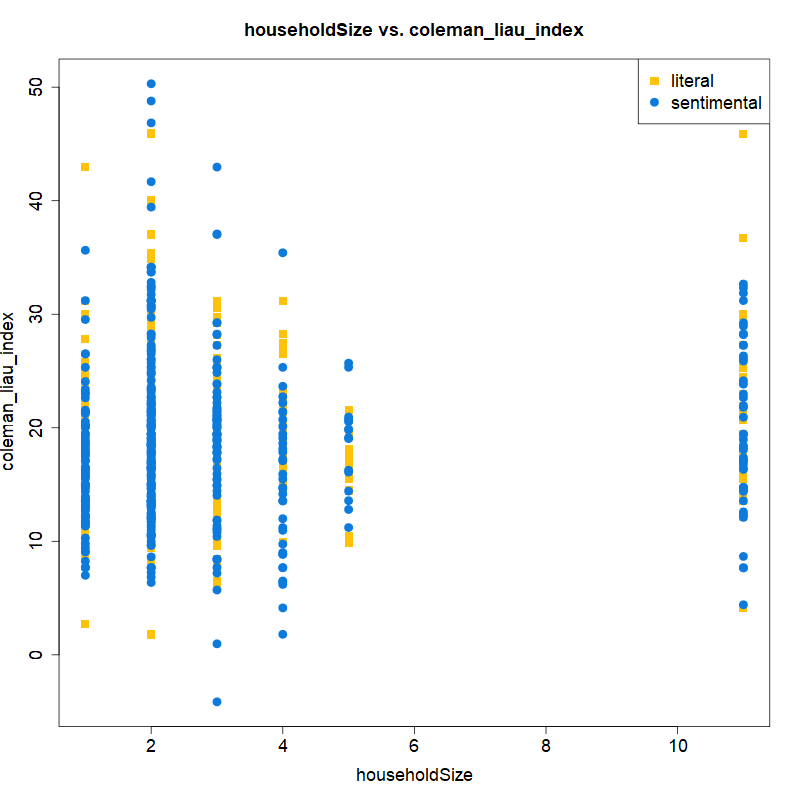 householdSize vs. coleman_liau_index
literal
sentimental
50
40
30
20
10
0
coleman_liau_index
2
4
6
8
10
householdSize